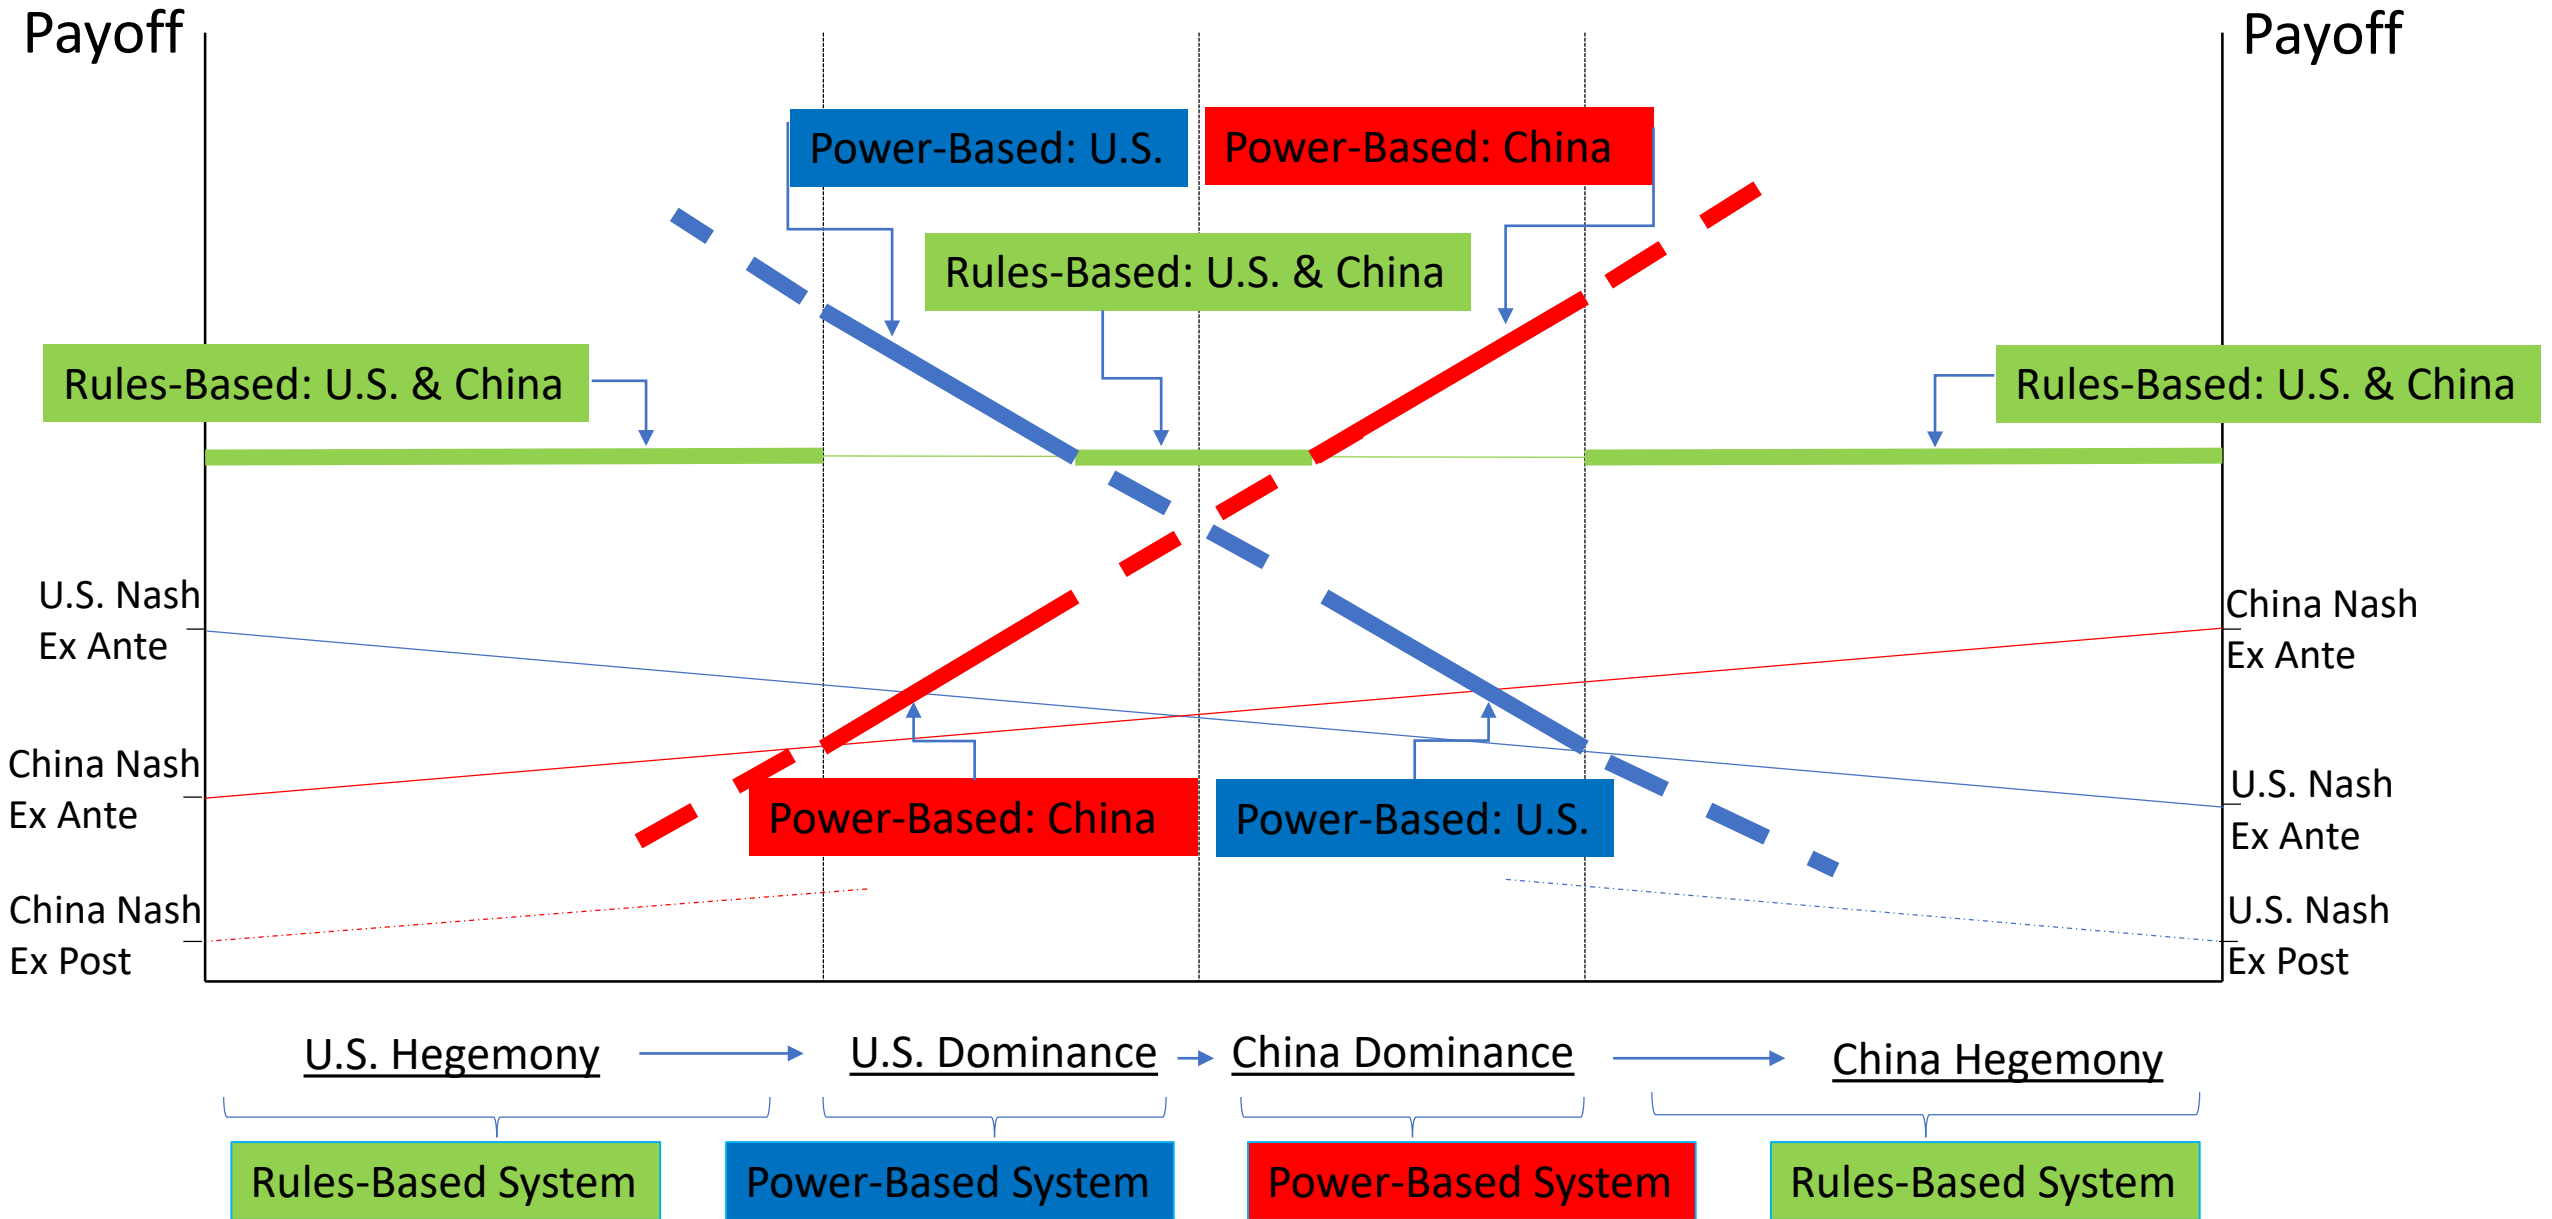 Payoff
Payoff
Power-Based: U.S.
Power-Based: China
Rules-Based: U.S. & China
Rules-Based: U.S. & China
Rules-Based: U.S. & China
U.S. Nash
Ex Ante
China Nash
Ex Ante
China Nash
Ex Ante
U.S. Nash
Ex Ante
Power-Based: China
Power-Based: U.S.
China Nash
Ex Post
U.S. Nash
Ex Post
U.S. Hegemony
U.S. Dominance
China Dominance
China Hegemony
Rules-Based System
Power-Based System
Power-Based System
Rules-Based System